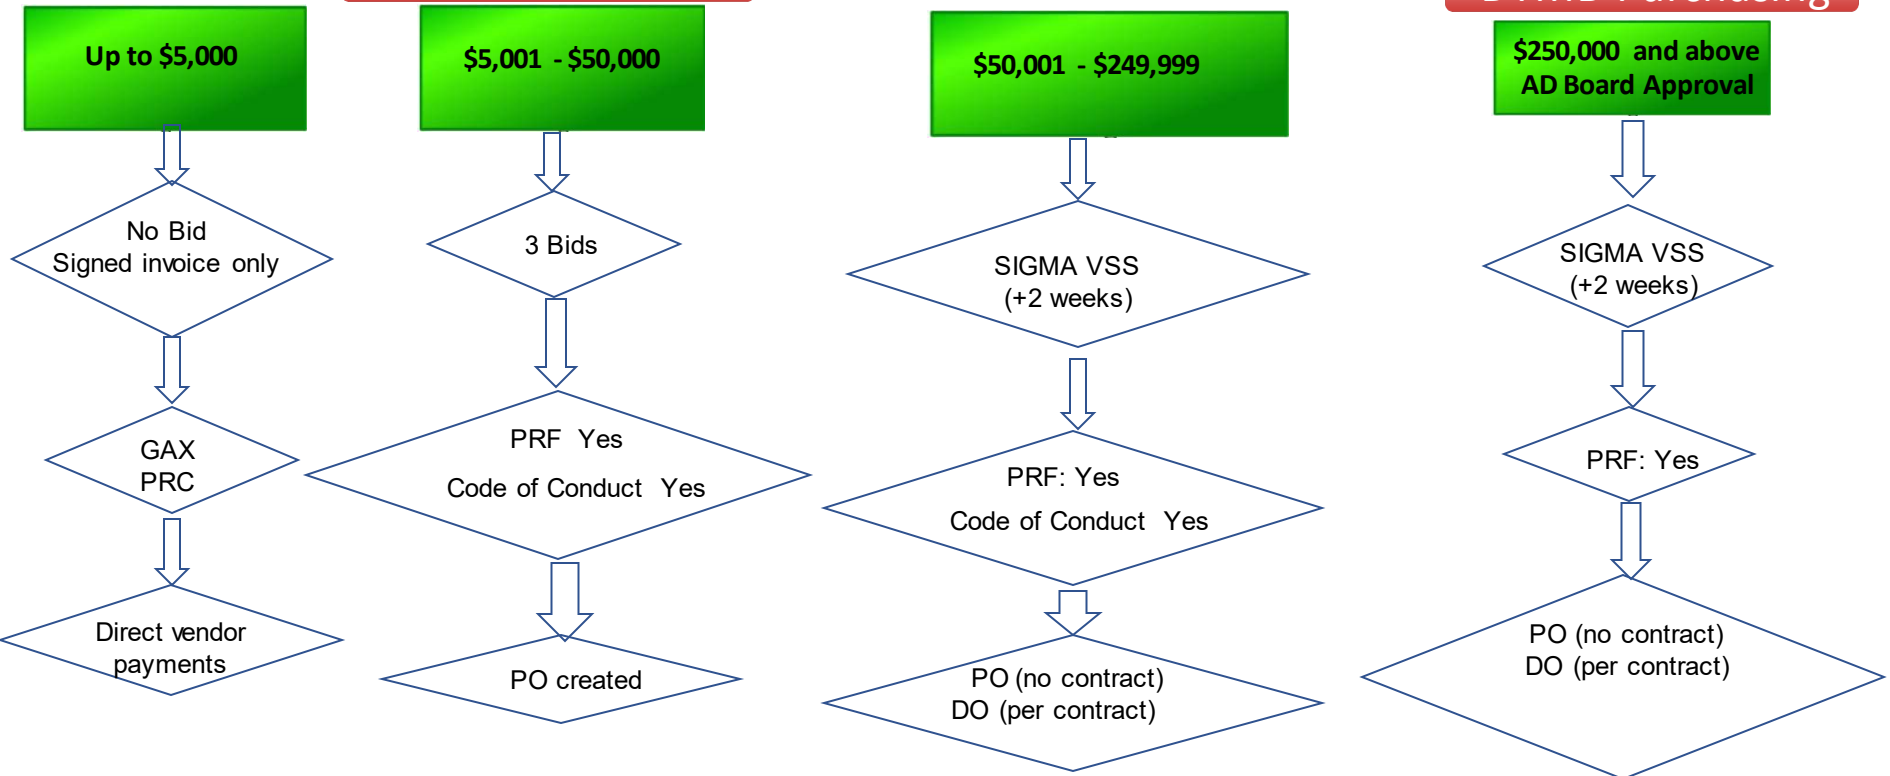 Purchasing
Up to $5,000
No Bid
Signed invoice only
GAX
PRC
Direct vendor
payments
$5,001 - $50,000
3 Bids
PRF Yes
Code of Conduct Yes
PO created
$50,001 - $249,999
SIGMA VSS
(+2 weeks)
PRF: Yes
Code of Conduct Yes
PO (no contract)
DO (per contract)
$250,000 and above
AD Board Approval
SIGMA VSS
(+2 weeks)
PRF: Yes
PO (no contract)
DO (per contract)